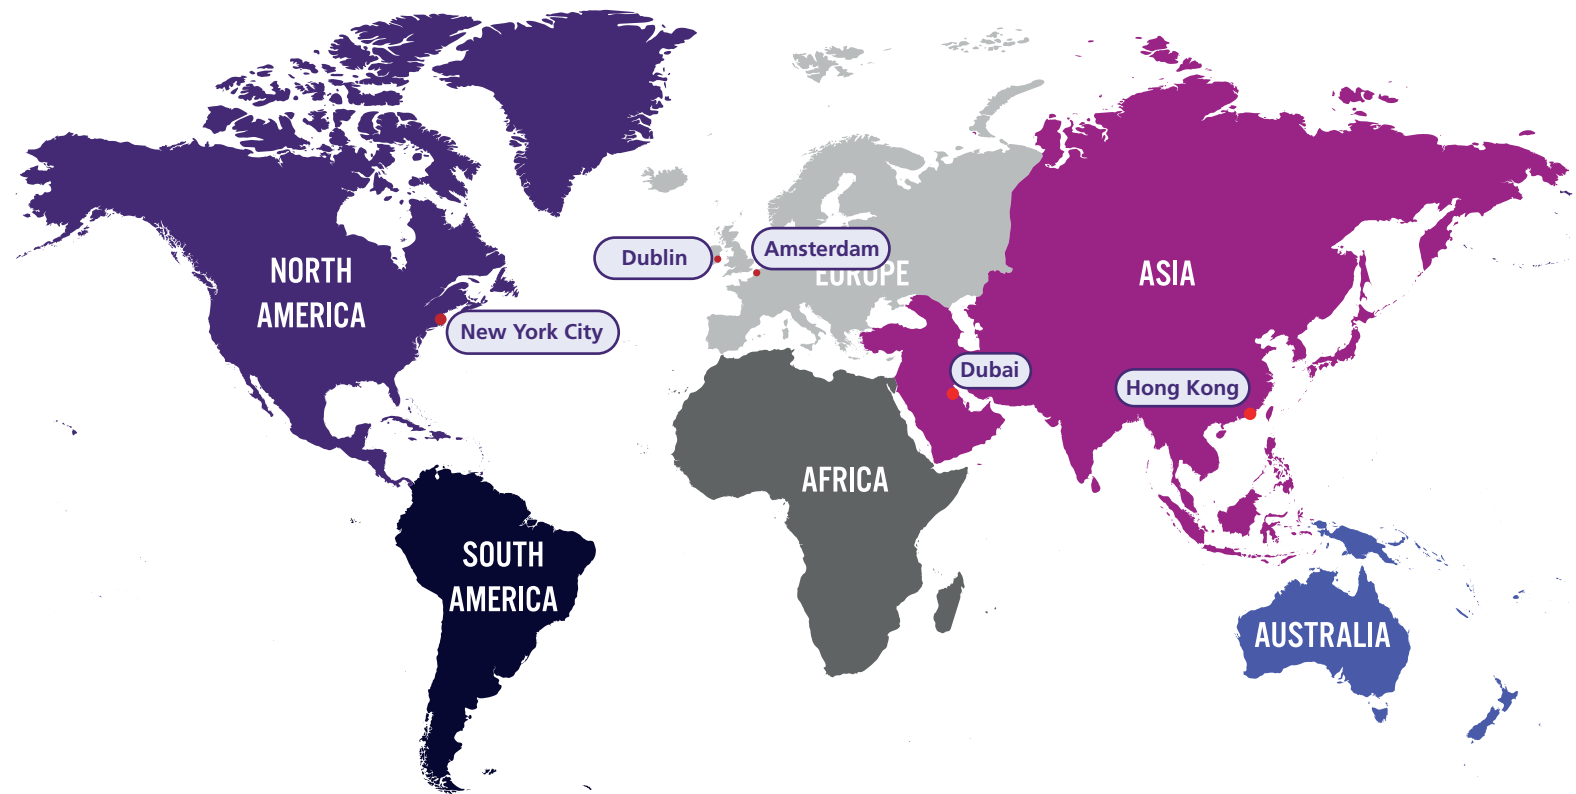 Dublin
Amsterdam
EUROPE
NORTH
AMERICA
ASIA
New York City
Dubai
Hong Kong
AFRICA
SOUTH
AMERICA
AUSTRALIA